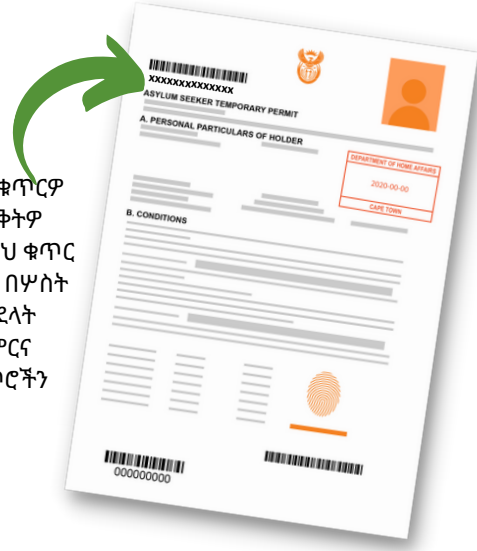 ቁጥርዎ
ቅትዎ
ህ ቁጥር
በሦስት
ደላት
ምርና
ሮችን
XXXXXXXXXXXXXX
ASYLUM SEEKER TEMPORARY PERMIT
A. PERSONAL PARTICULARS OF HOLDER
DEPARTMENT OF HOME AFFAIRS
2020-00-00
CAPE TOWN
B. CONDITIONS
000000000